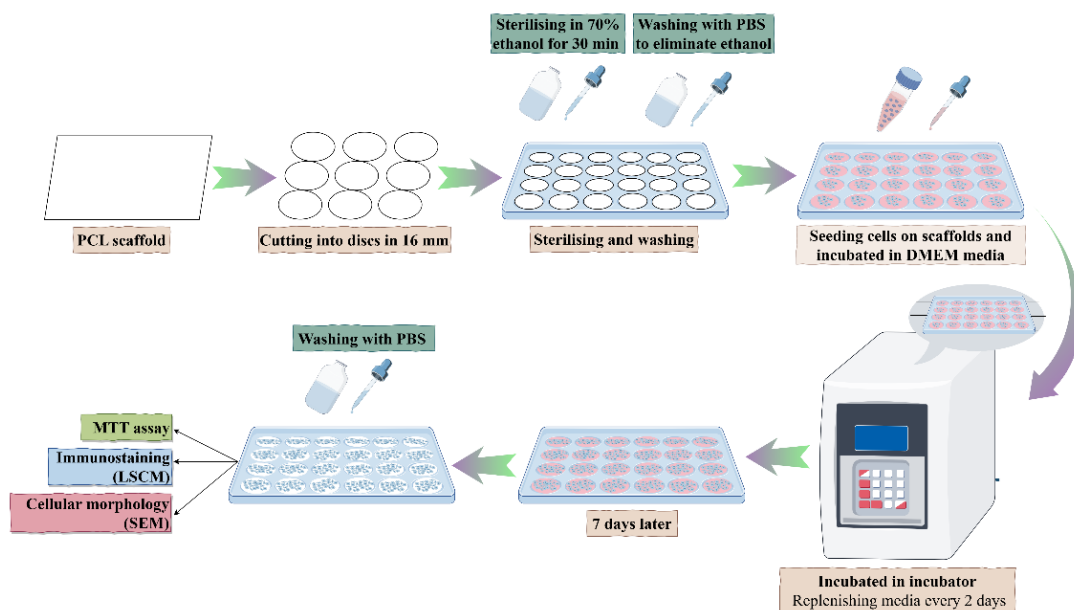 Sterilising in 70%
ethanol for 30 min
Washing with PBS
to eliminate ethanol
PCL scaffold
Cutting into discs in 16 mm
Sterilising and washing
Seeding cells on scaffolds and
incubated in DMEM media
Washing with PBS
MTT assay
Immunostaining
(LSCM)
Cellular morphology
(SEM)
7 days later
Incubated in incubator
Replenishing media every 2 days